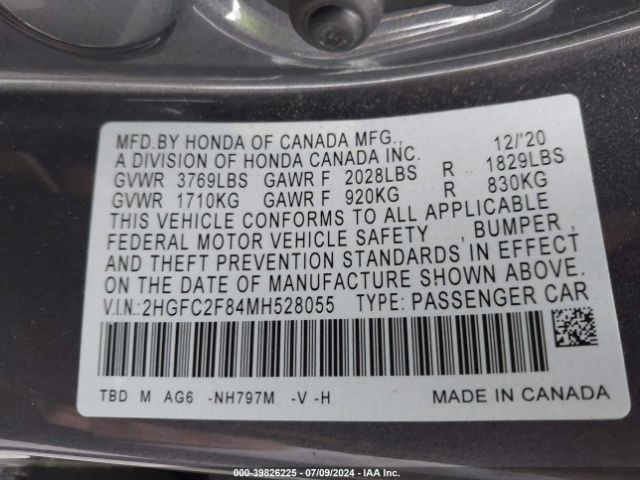 MFD.BY HONDA OF CANADA MFG., 12/'20
A DIVISION OF HONDA CANADA INC.
GVWR 3769LBS GAWR F 2028LBS R 1829LBS
GVWR 1710KG GAWR F 920KG R 830KG
THIS VEHICLE CONFORMS TO ALL APPLICABLE
FEDERAL MOTOR VEHICLE SAFETY , BUMPER ,
AND THEFT PREVENTION STANDARDS IN EFFECT
ON THE DATE OF MANUFACTURE SHOWN ABOVE.
V.I.N.:2HGFC2F84MH528055 TYPE: PASSENGER CAR
TBD M AG6 -NH797M -V -H MADE IN CANADA
©-39826225 - 07/09/2024 - IAA Inc.